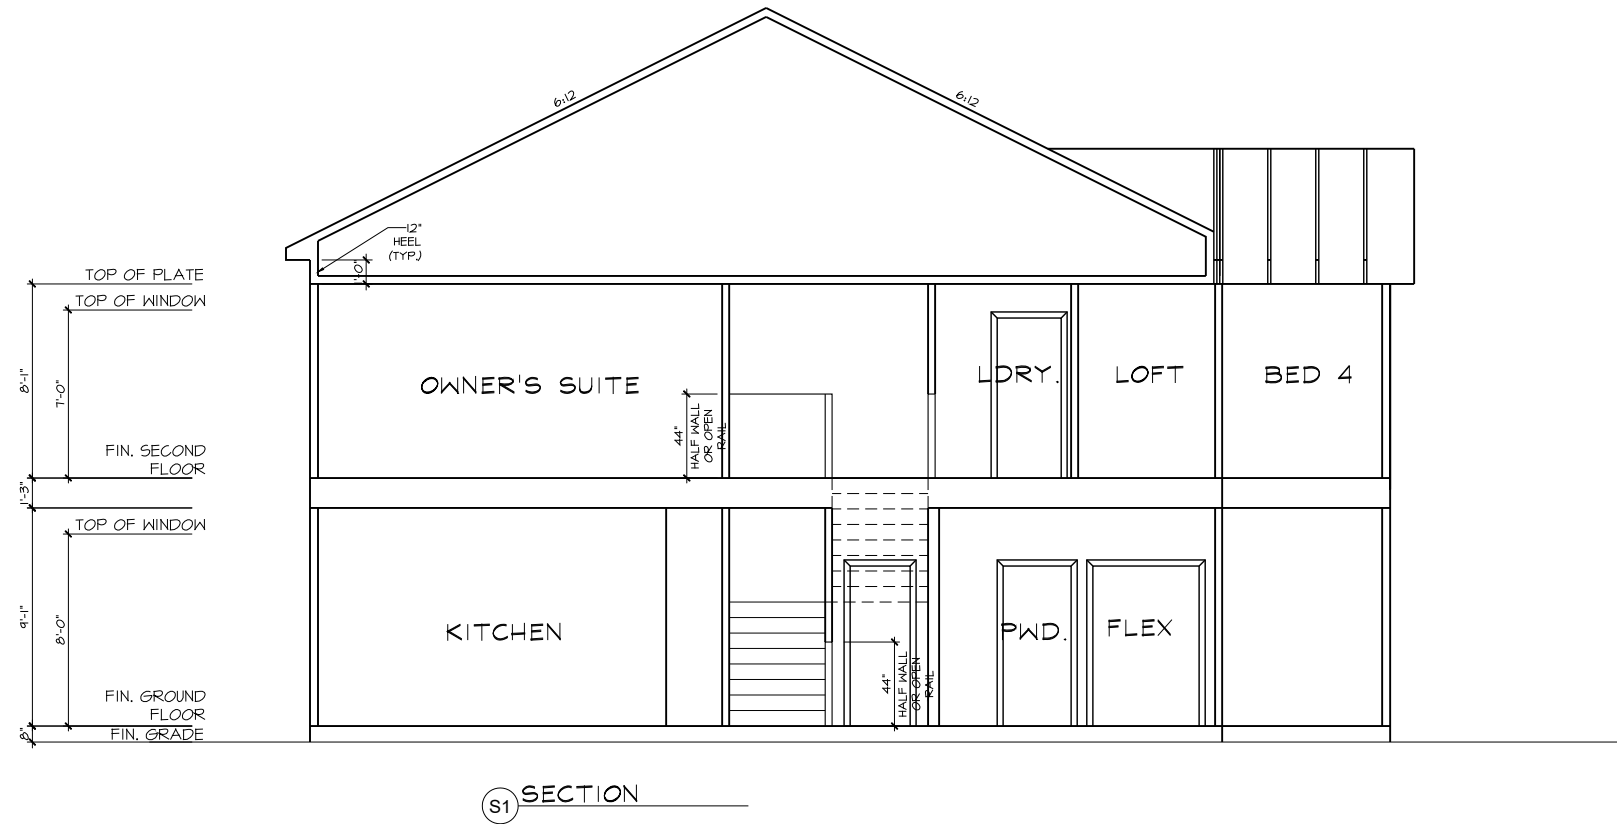 6:12
6:12
12"
HEEL
(TYP.)
1'-0"
TOP OF PLATE
TOP OF WINDOW
8'-1"
7'-0"
OWNER'S SUITE
LDRY.
LOFT
BED 4
44"
HALF WALL
OR OPEN
RAIL
FIN. SECOND
FLOOR
1'-3"
TOP OF WINDOW
9'-1"
8'-0"
KITCHEN
PWD.
FLEX
44"
HALF WALL
OR OPEN
RAIL
FIN. GROUND
FLOOR
8"
FIN. GRADE
S1 SECTION